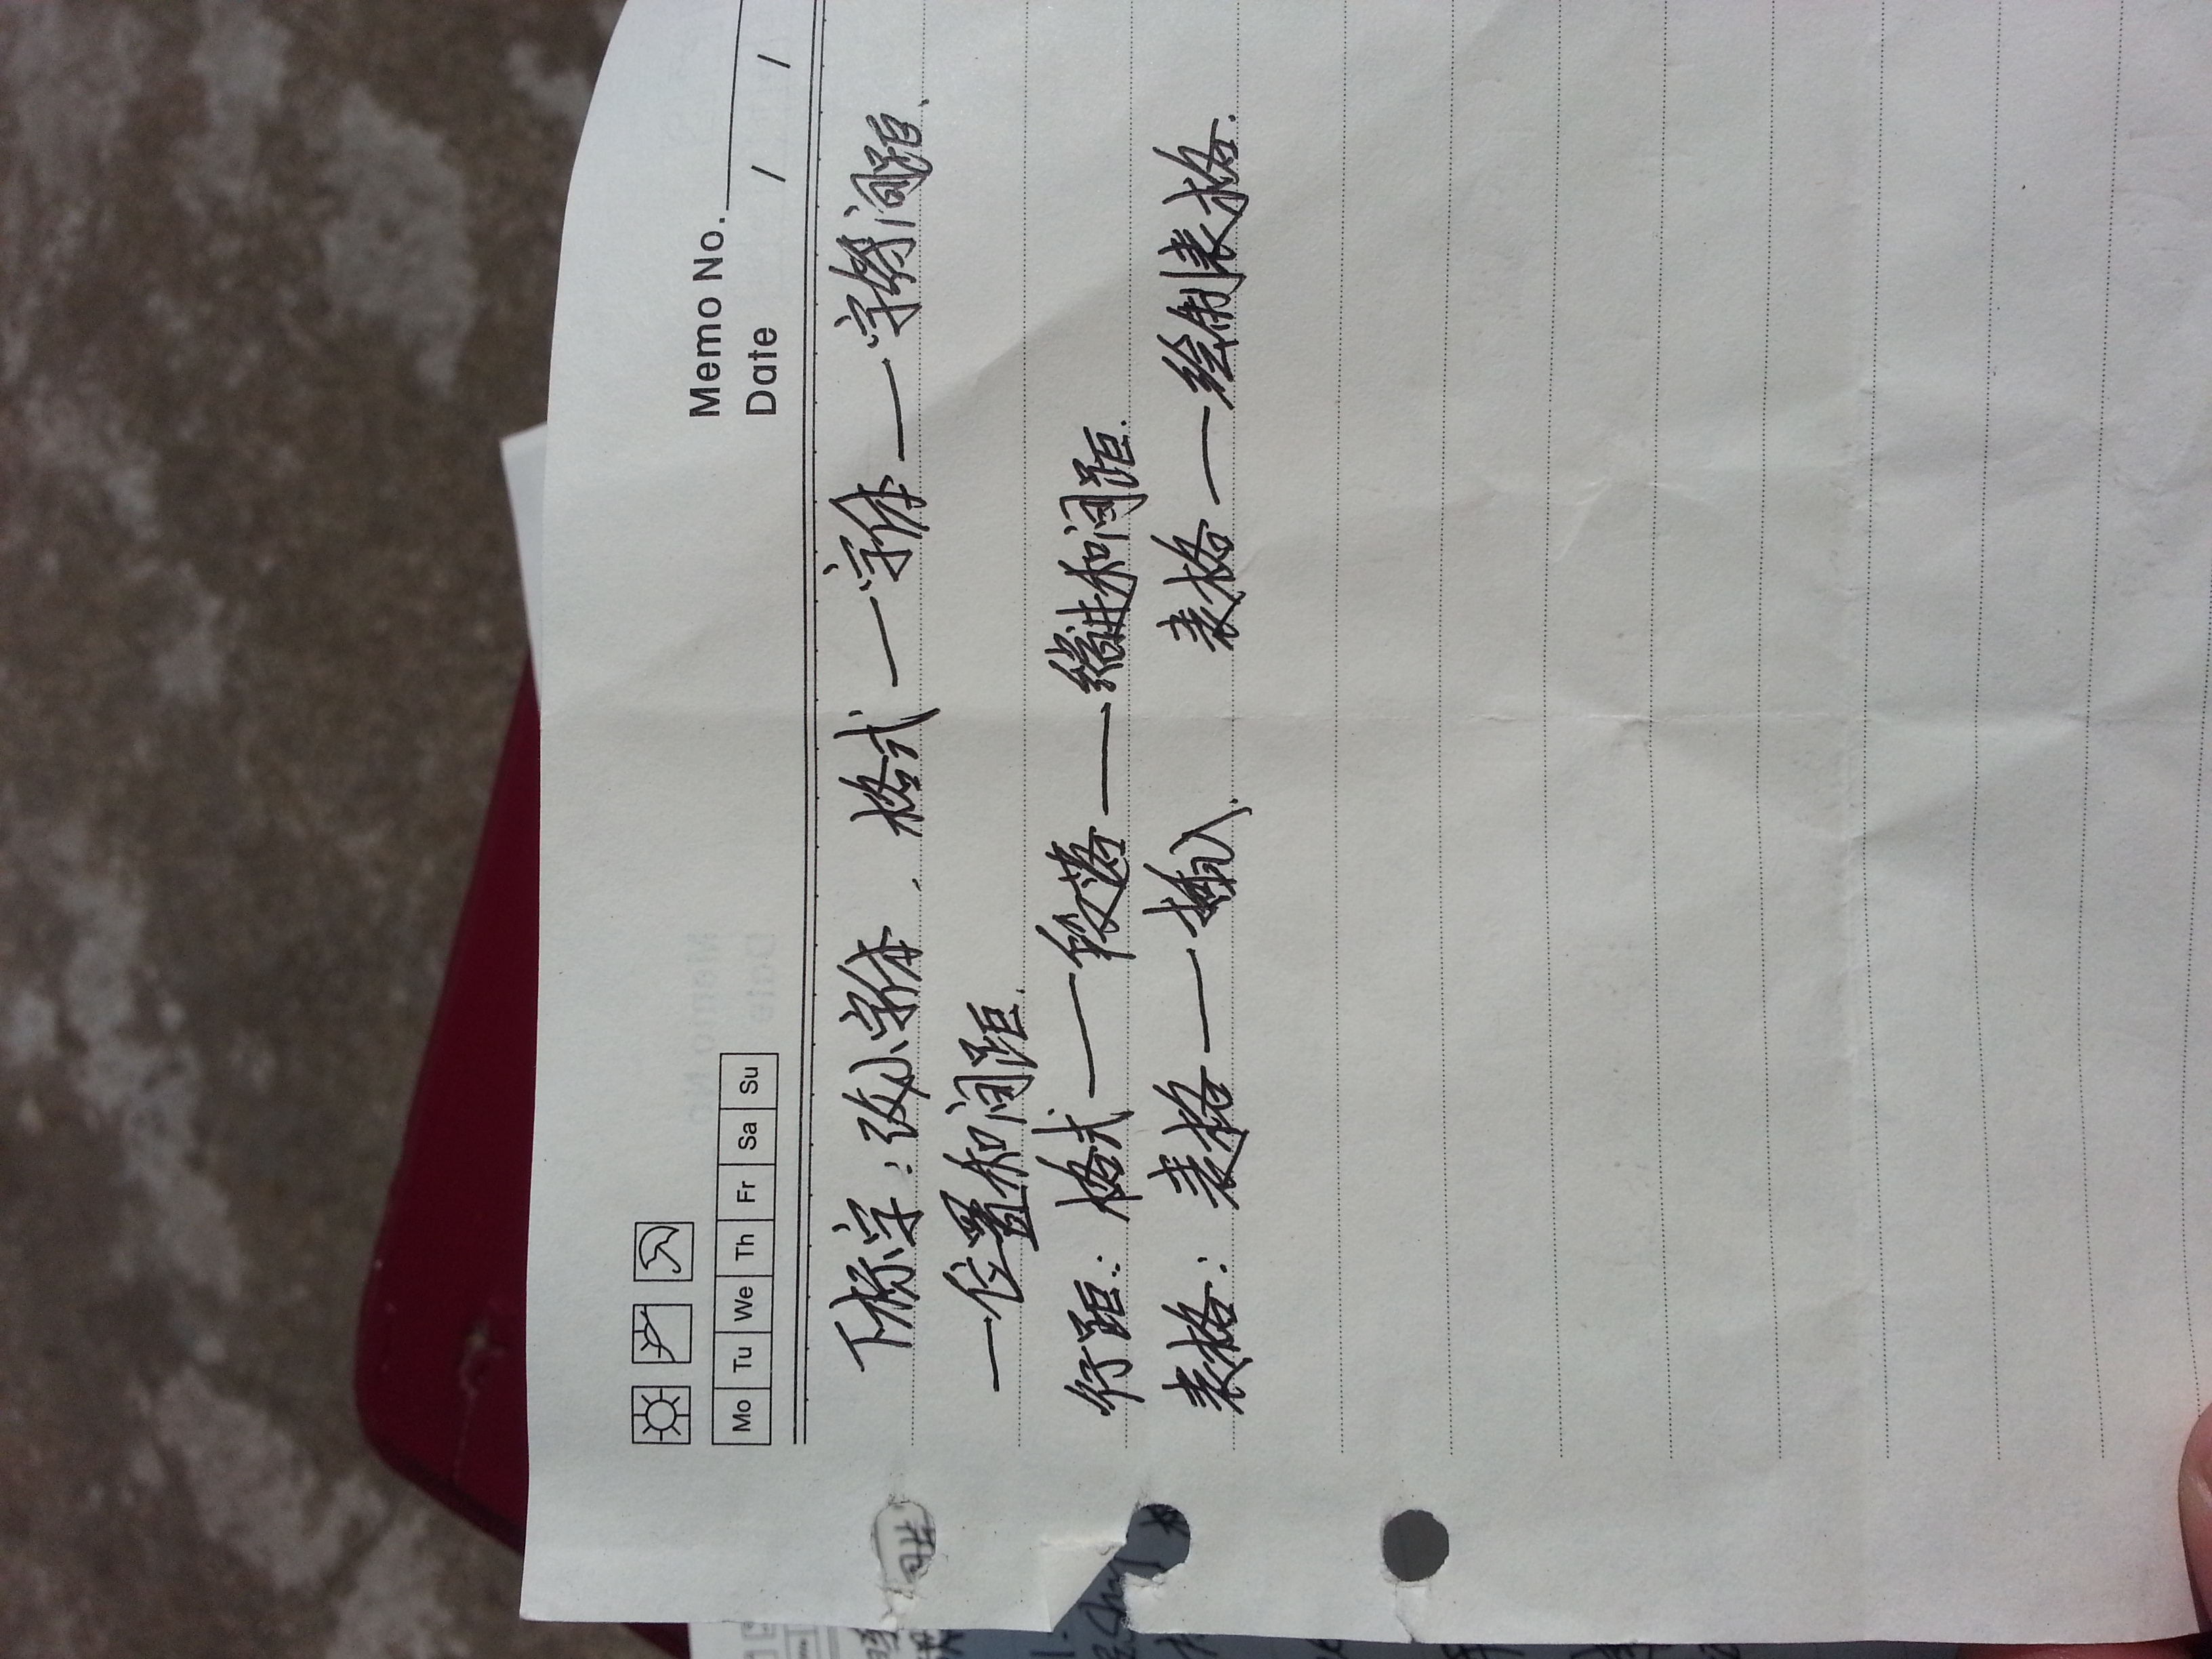 Memo No.
Mo Tu We Th Fr Sa Su
Date / /
下标字:改小字体. 格式—字体—字符间距.
—位置和间距.
行距:格式—段落—缩进和间距.
表格:表格—插入. 表格—绘制表格.